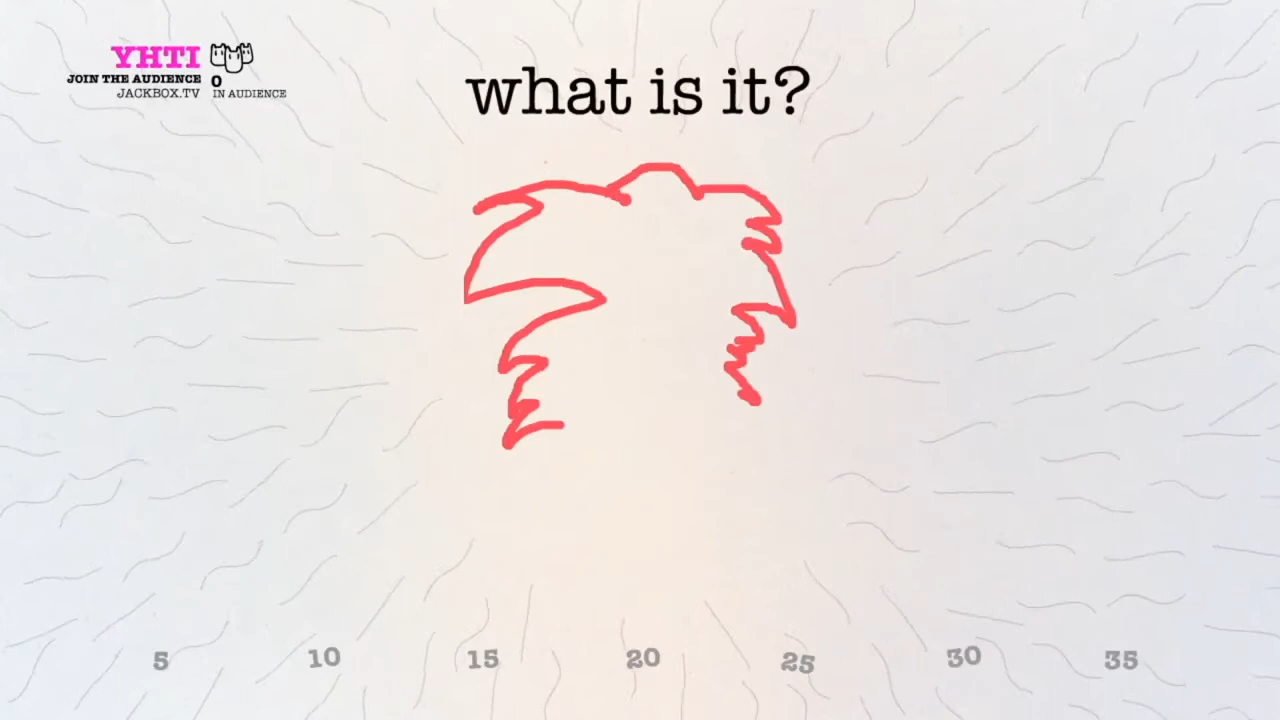 YHTI
JOIN THE AUDIENCE
JACKBOX.TV
0
IN AUDIENCE
what is it?
5 10 15 20 25 30 35